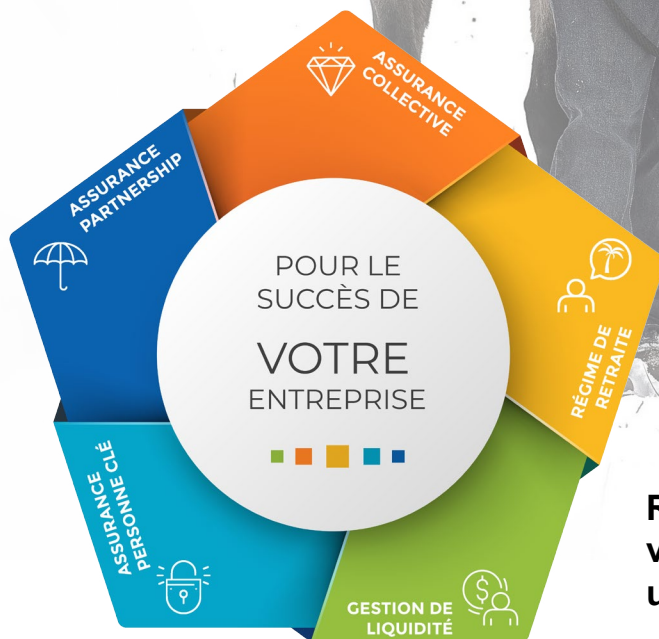 ASSURANCE
COLLECTIVE
ASSURANCE
PARTNERSHIP
POUR LE
SUCCÈS DE
VOTRE
ENTREPRISE
RÉGIME DE
RETRAITE
ASSURANCE
PERSONNE CLÉ
GESTION DE
LIQUIDITÉ
$